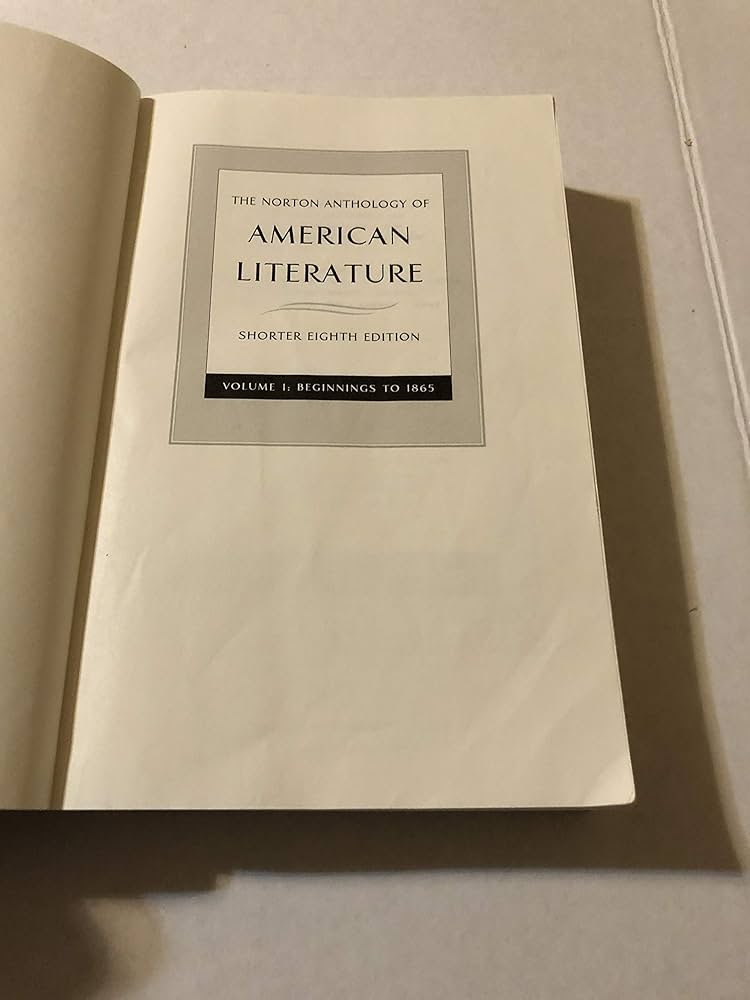 THE NORTON ANTHOLOGY OF
AMERICAN
LITERATURE
SHORTER EIGHTH EDITION
VOLUME 1: BEGINNINGS TO 1865